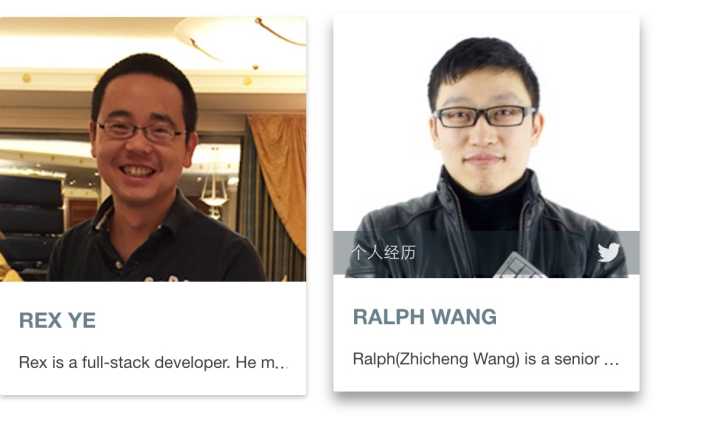 REX YE
Rex is a full-stack developer. He m...
个人经历
RALPH WANG
Ralph(Zhicheng Wang) is a senior ...